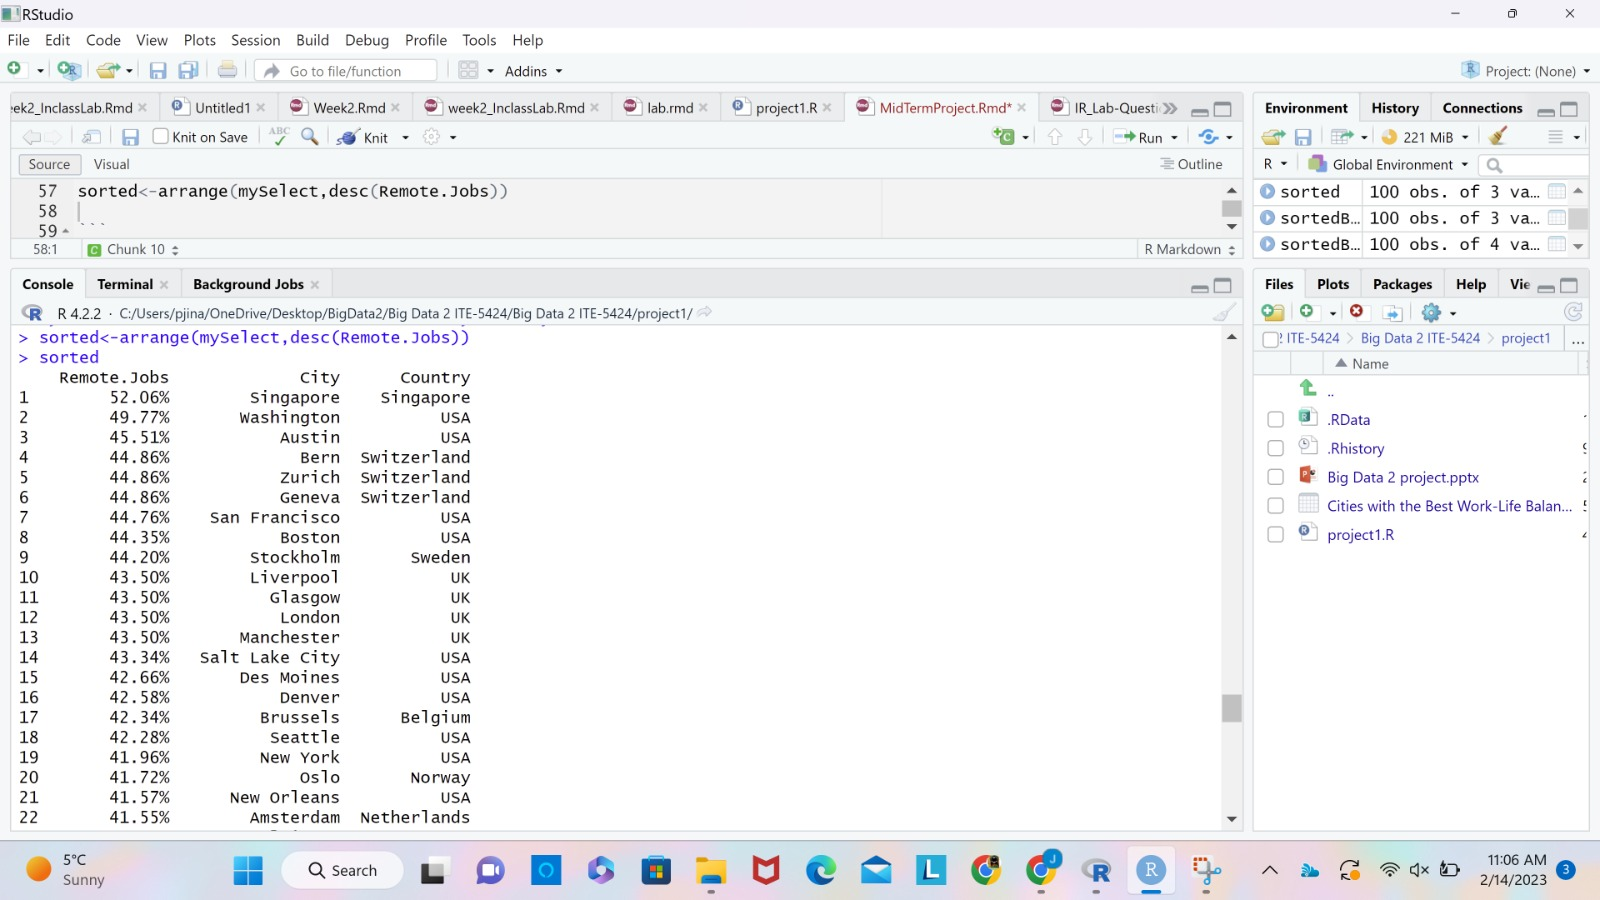 RStudio
File Edit Code View Plots Session Build Debug Profile Tools Help
Go to file/function Addins Project: (None)
eek2_InclassLab.Rmd Untitled1 Week2.Rmd week2_InclassLab.Rmd lab.rmd project1.R MidTermProject.Rmd* IR_Lab-Questi
Knit on Save ABC Knit Run
Source Visual Outline
57 sorted<-arrange(mySelect,desc(Remote.Jobs))
58
59 ```
58:1 Chunk 10 R Markdown
Console Terminal Background Jobs
R 4.2.2 · C:/Users/pjina/OneDrive/Desktop/BigData2/Big Data 2 ITE-5424/Big Data 2 ITE-5424/project1/
> sorted<-arrange(mySelect,desc(Remote.Jobs))
> sorted
Remote.Jobs City Country
1 52.06% Singapore Singapore
2 49.77% Washington USA
3 45.51% Austin USA
4 44.86% Bern Switzerland
5 44.86% Zurich Switzerland
6 44.86% Geneva Switzerland
7 44.76% San Francisco USA
8 44.35% Boston USA
9 44.20% Stockholm Sweden
10 43.50% Liverpool UK
11 43.50% Glasgow UK
12 43.50% London UK
13 43.50% Manchester UK
14 43.34% Salt Lake City USA
15 42.66% Des Moines USA
16 42.58% Denver USA
17 42.34% Brussels Belgium
18 42.28% Seattle USA
19 41.96% New York USA
20 41.72% Oslo Norway
21 41.57% New Orleans USA
22 41.55% Amsterdam Netherlands
Environment History Connections
221 MiB
R Global Environment
sorted 100 obs. of 3 va...
sortedB... 100 obs. of 3 va...
sortedB... 100 obs. of 4 va...
Files Plots Packages Help Vie
ITE-5424 Big Data 2 ITE-5424 project1 ...
Name
..
.RData
.Rhistory
Big Data 2 project.pptx
Cities with the Best Work-Life Balan...
project1.R
5°C
Sunny
Search
11:06 AM
2/14/2023
3